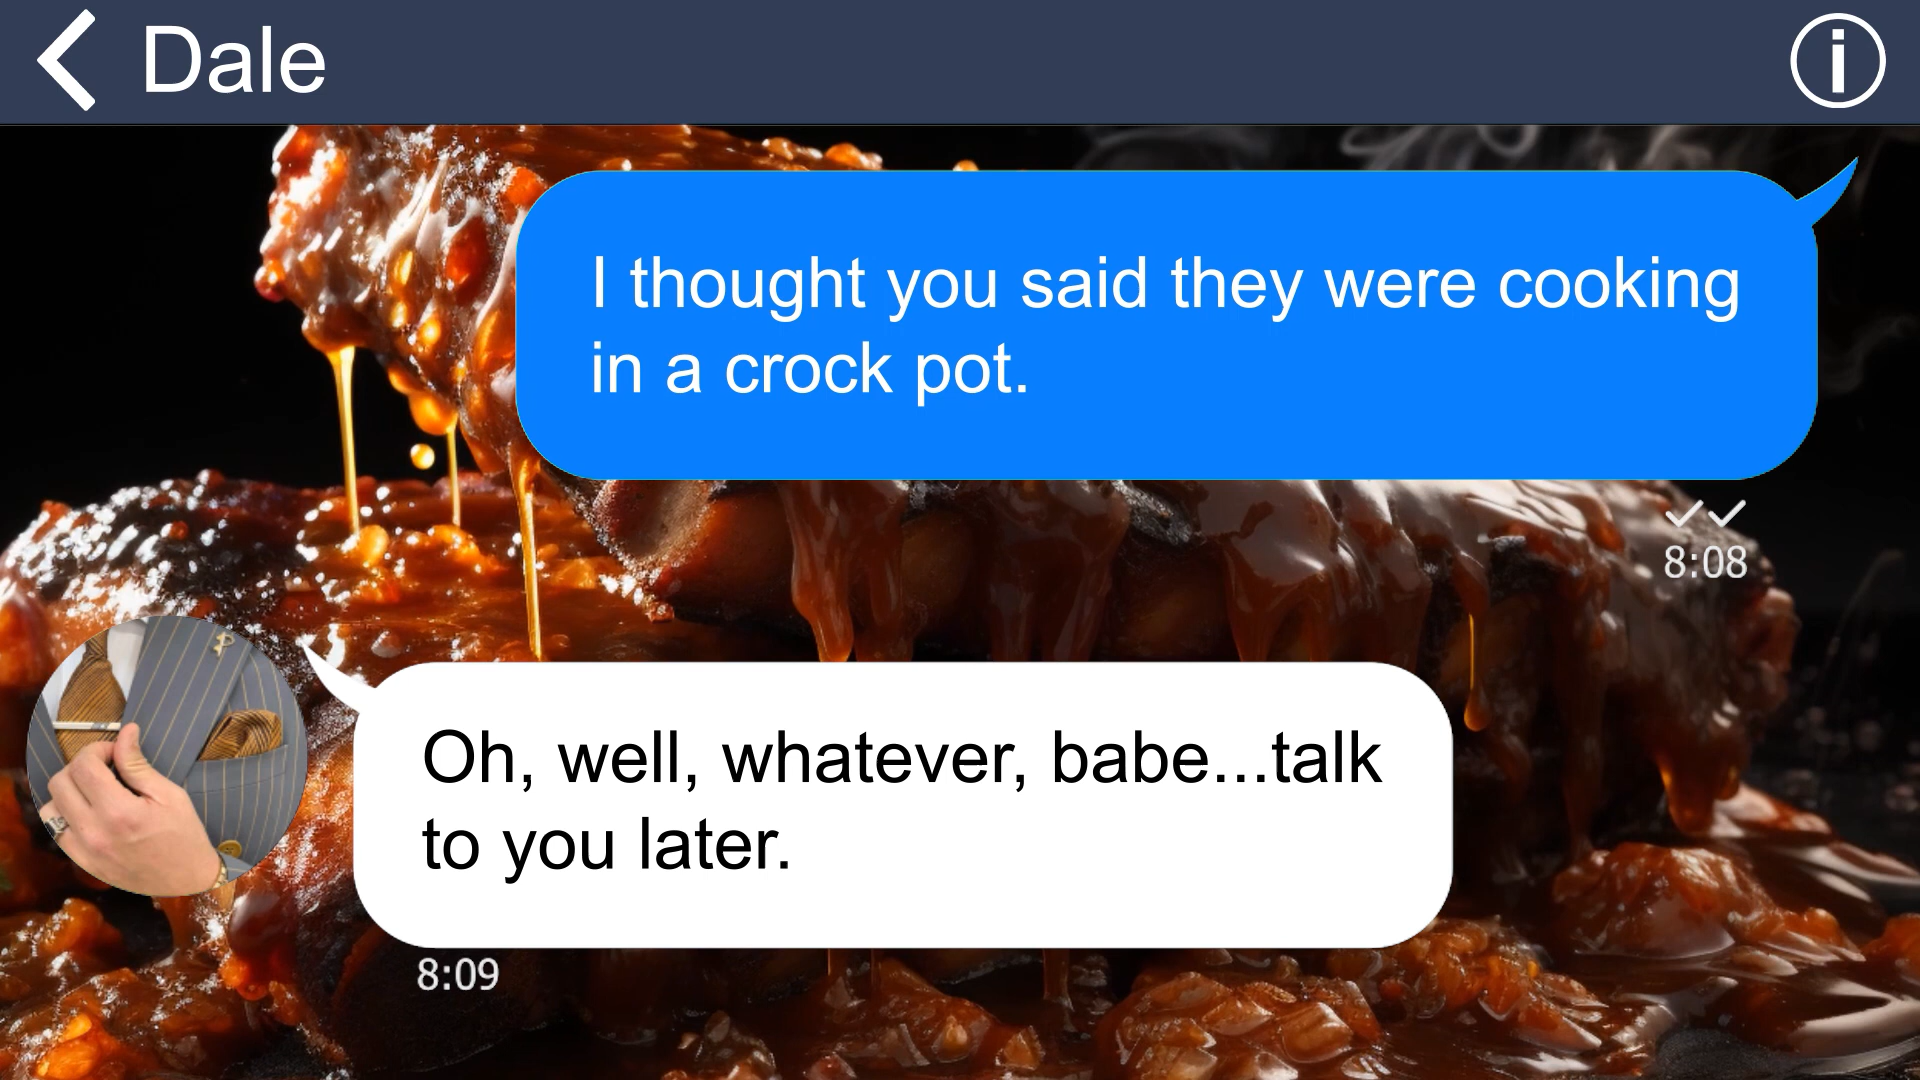 Dale
I thought you said they were cooking
in a crock pot.
8:08
Oh, well, whatever, babe...talk
to you later.
8:09